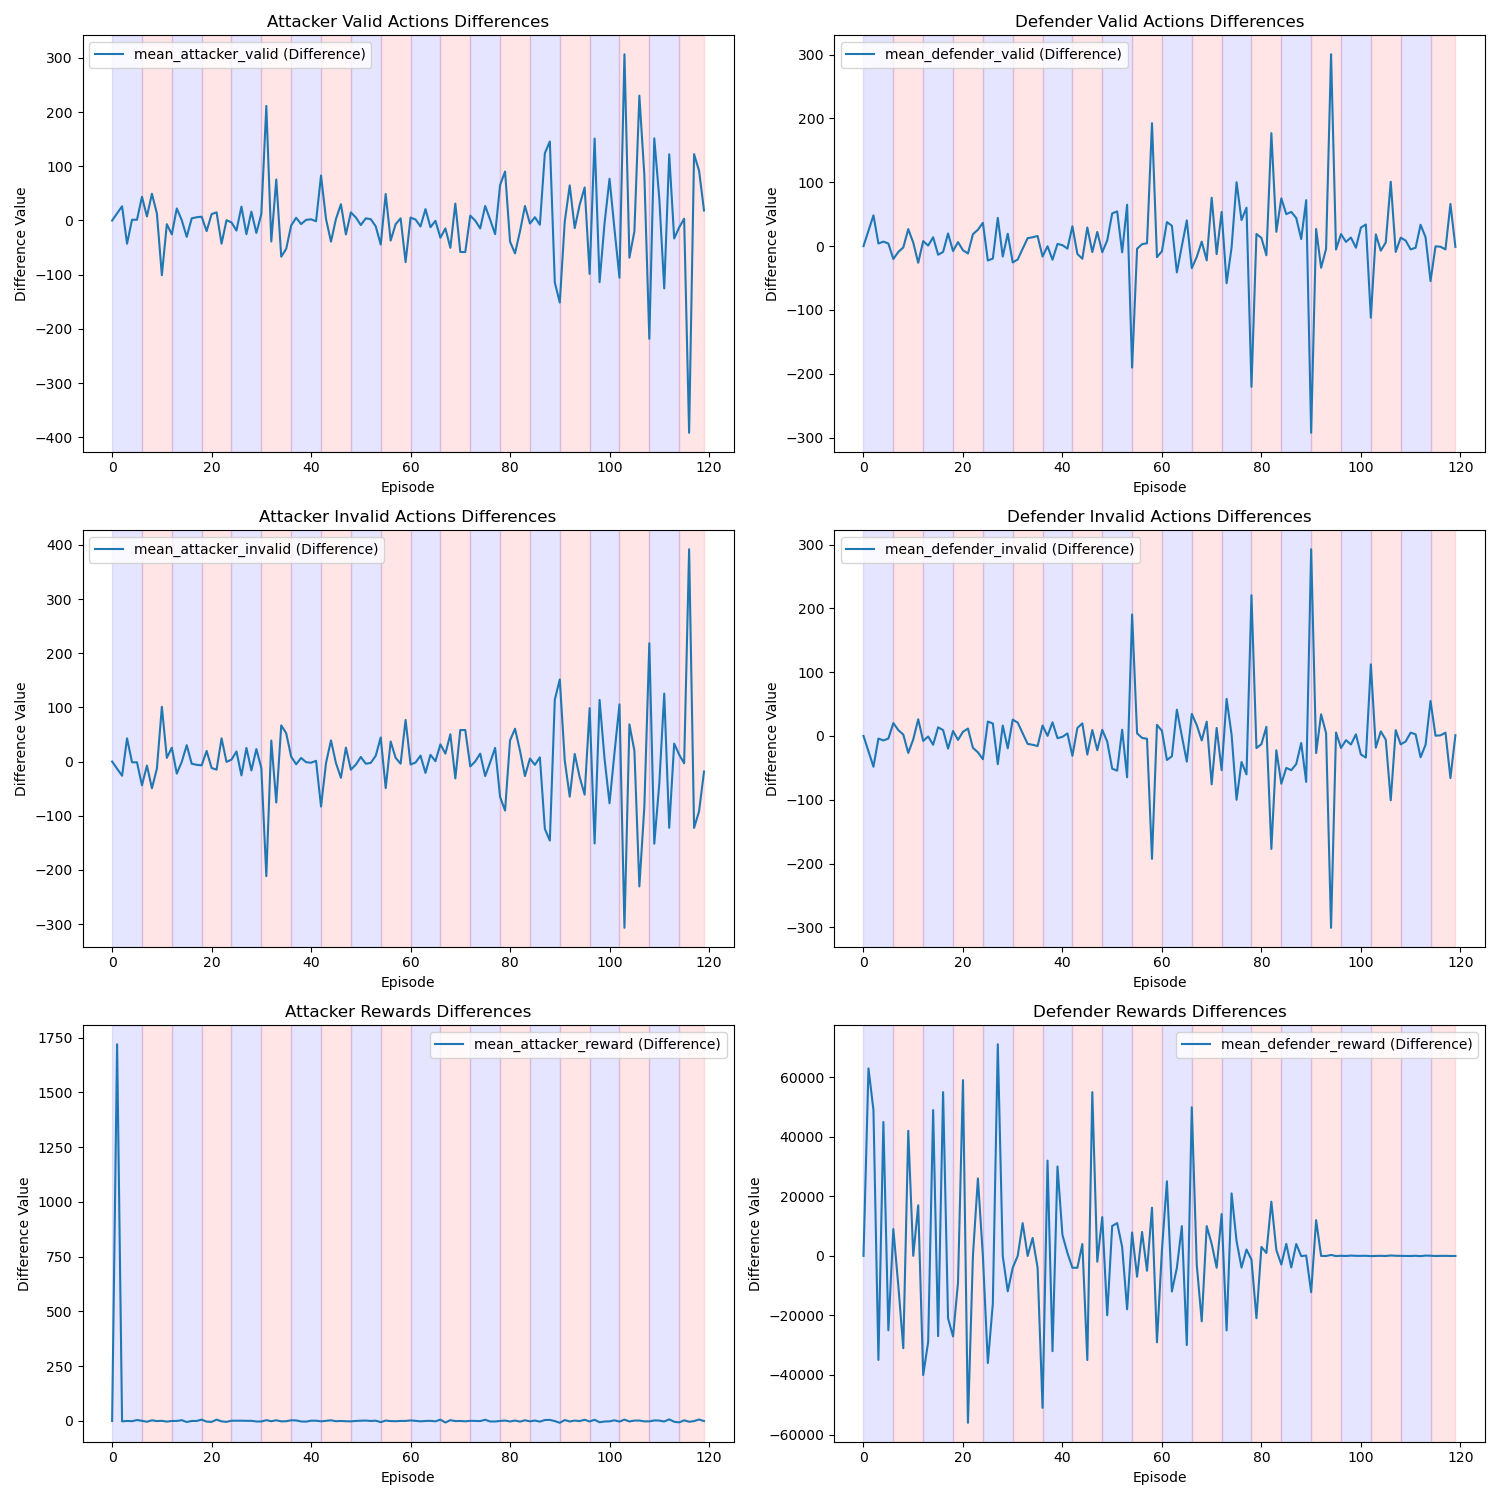 Attacker Valid Actions Differences
mean_attacker_valid (Difference)
300
200
100
0
−100
−200
−300
−400
Difference Value
0 20 40 60 80 100 120
Episode
Defender Valid Actions Differences
mean_defender_valid (Difference)
300
200
100
0
−100
−200
−300
Difference Value
0 20 40 60 80 100 120
Episode
Attacker Invalid Actions Differences
mean_attacker_invalid (Difference)
400
300
200
100
0
−100
−200
−300
Difference Value
0 20 40 60 80 100 120
Episode
Defender Invalid Actions Differences
mean_defender_invalid (Difference)
300
200
100
0
−100
−200
−300
Difference Value
0 20 40 60 80 100 120
Episode
Attacker Rewards Differences
mean_attacker_reward (Difference)
1750
1500
1250
1000
750
500
250
0
Difference Value
0 20 40 60 80 100 120
Episode
Defender Rewards Differences
mean_defender_reward (Difference)
60000
40000
20000
0
−20000
−40000
−60000
Difference Value
0 20 40 60 80 100 120
Episode